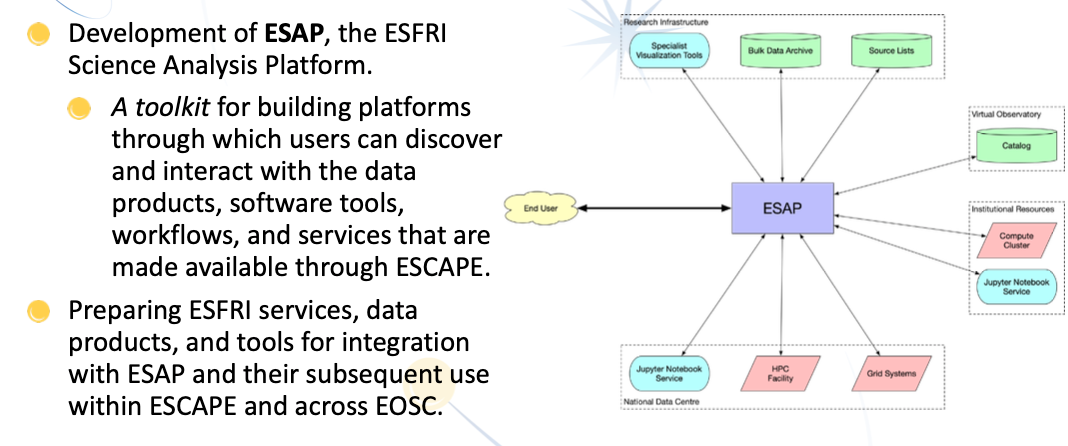 Development of ESAP, the ESFRI
Science Analysis Platform.
A toolkit for building platforms
through which users can discover
and interact with the data
products, software tools,
workflows, and services that are
made available through ESCAPE.
Preparing ESFRI services, data
products, and tools for integration
with ESAP and their subsequent use
within ESCAPE and across EOSC.
Research Infrastructure
Specialist
Visualization Tools
Bulk Data Archive
Source Lists
Virtual Observatory
Catalog
End User
ESAP
Institutional Resources
Compute
Cluster
Jupyter Notebook
Service
Jupyter Notebook
Service
HPC
Facility
Grid Systems
National Data Centre